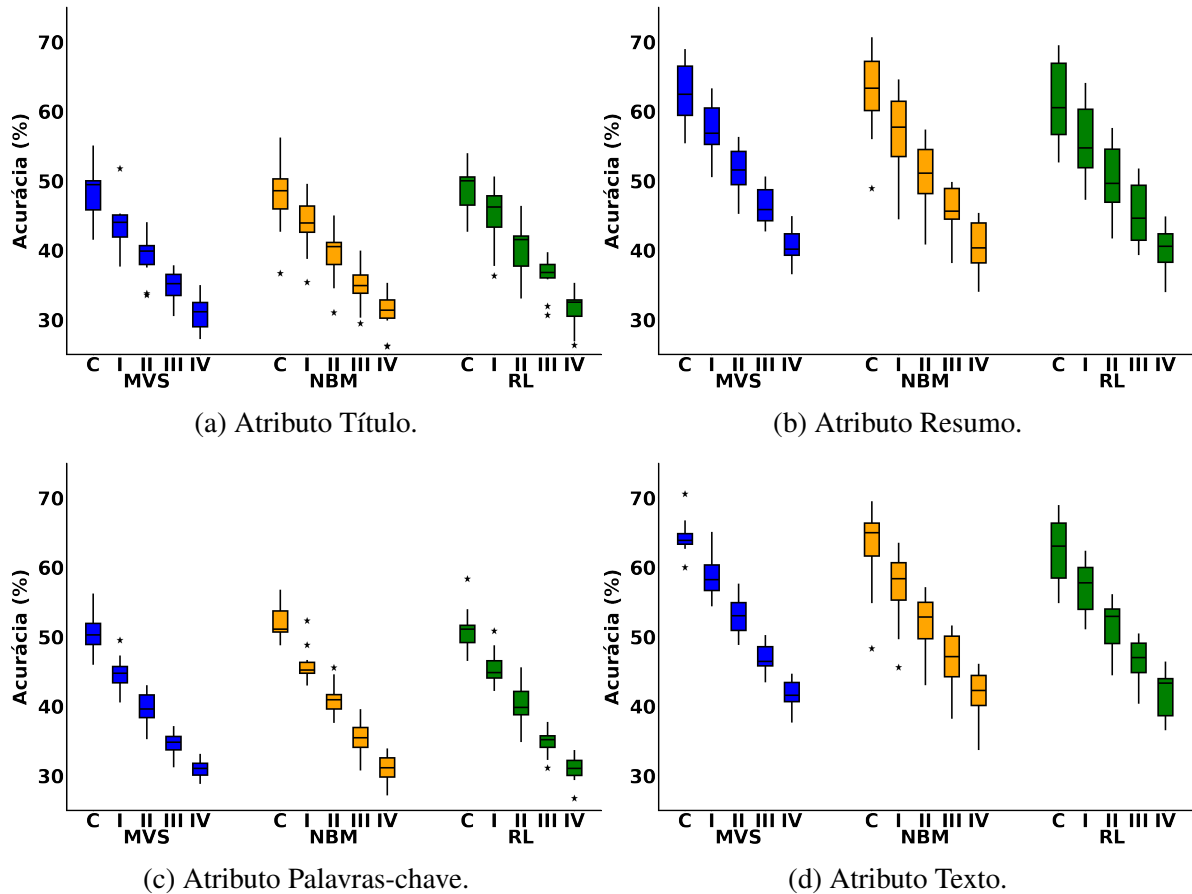 70
60
50
40
30
Acurácia (%)
C I II III IV C I II III IV C I II III IV
MVS NBM RL
(a) Atributo Título.
70
60
50
40
30
Acurácia (%)
C I II III IV C I II III IV C I II III IV
MVS NBM RL
(b) Atributo Resumo.
70
60
50
40
30
Acurácia (%)
C I II III IV C I II III IV C I II III IV
MVS NBM RL
(c) Atributo Palavras-chave.
70
60
50
40
30
Acurácia (%)
C I II III IV C I II III IV C I II III IV
MVS NBM RL
(d) Atributo Texto.